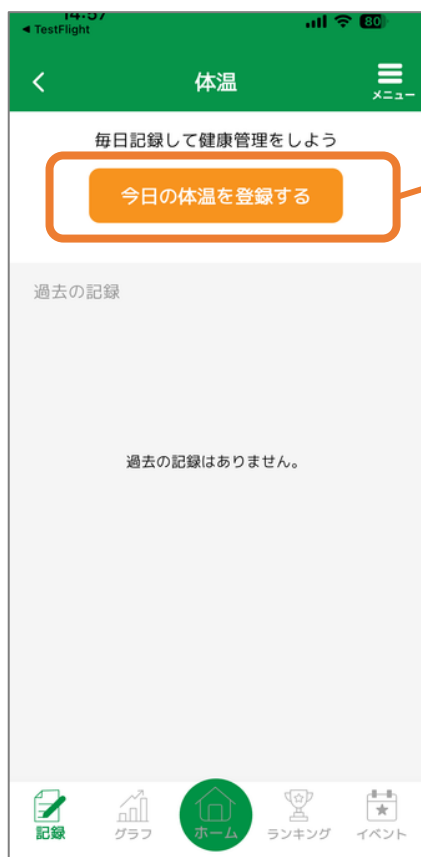 14:57
◀ TestFlight
80
体温
メニュー
毎日記録して健康管理をしよう
今日の体温を登録する
過去の記録
過去の記録はありません。
記録
グラフ
ホーム
ランキング
イベント